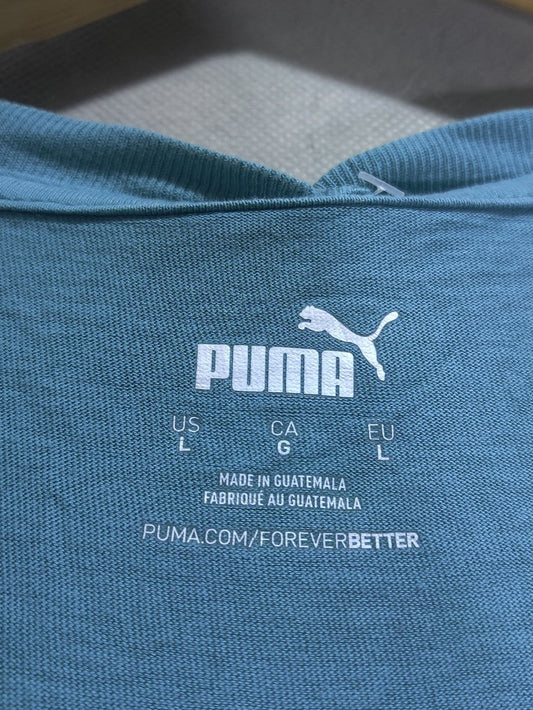 PUMA
US CA EU
L G L
MADE IN GUATEMALA
FABRIQUÉ AU GUATEMALA
PUMA.COM/FOREVERBETTER